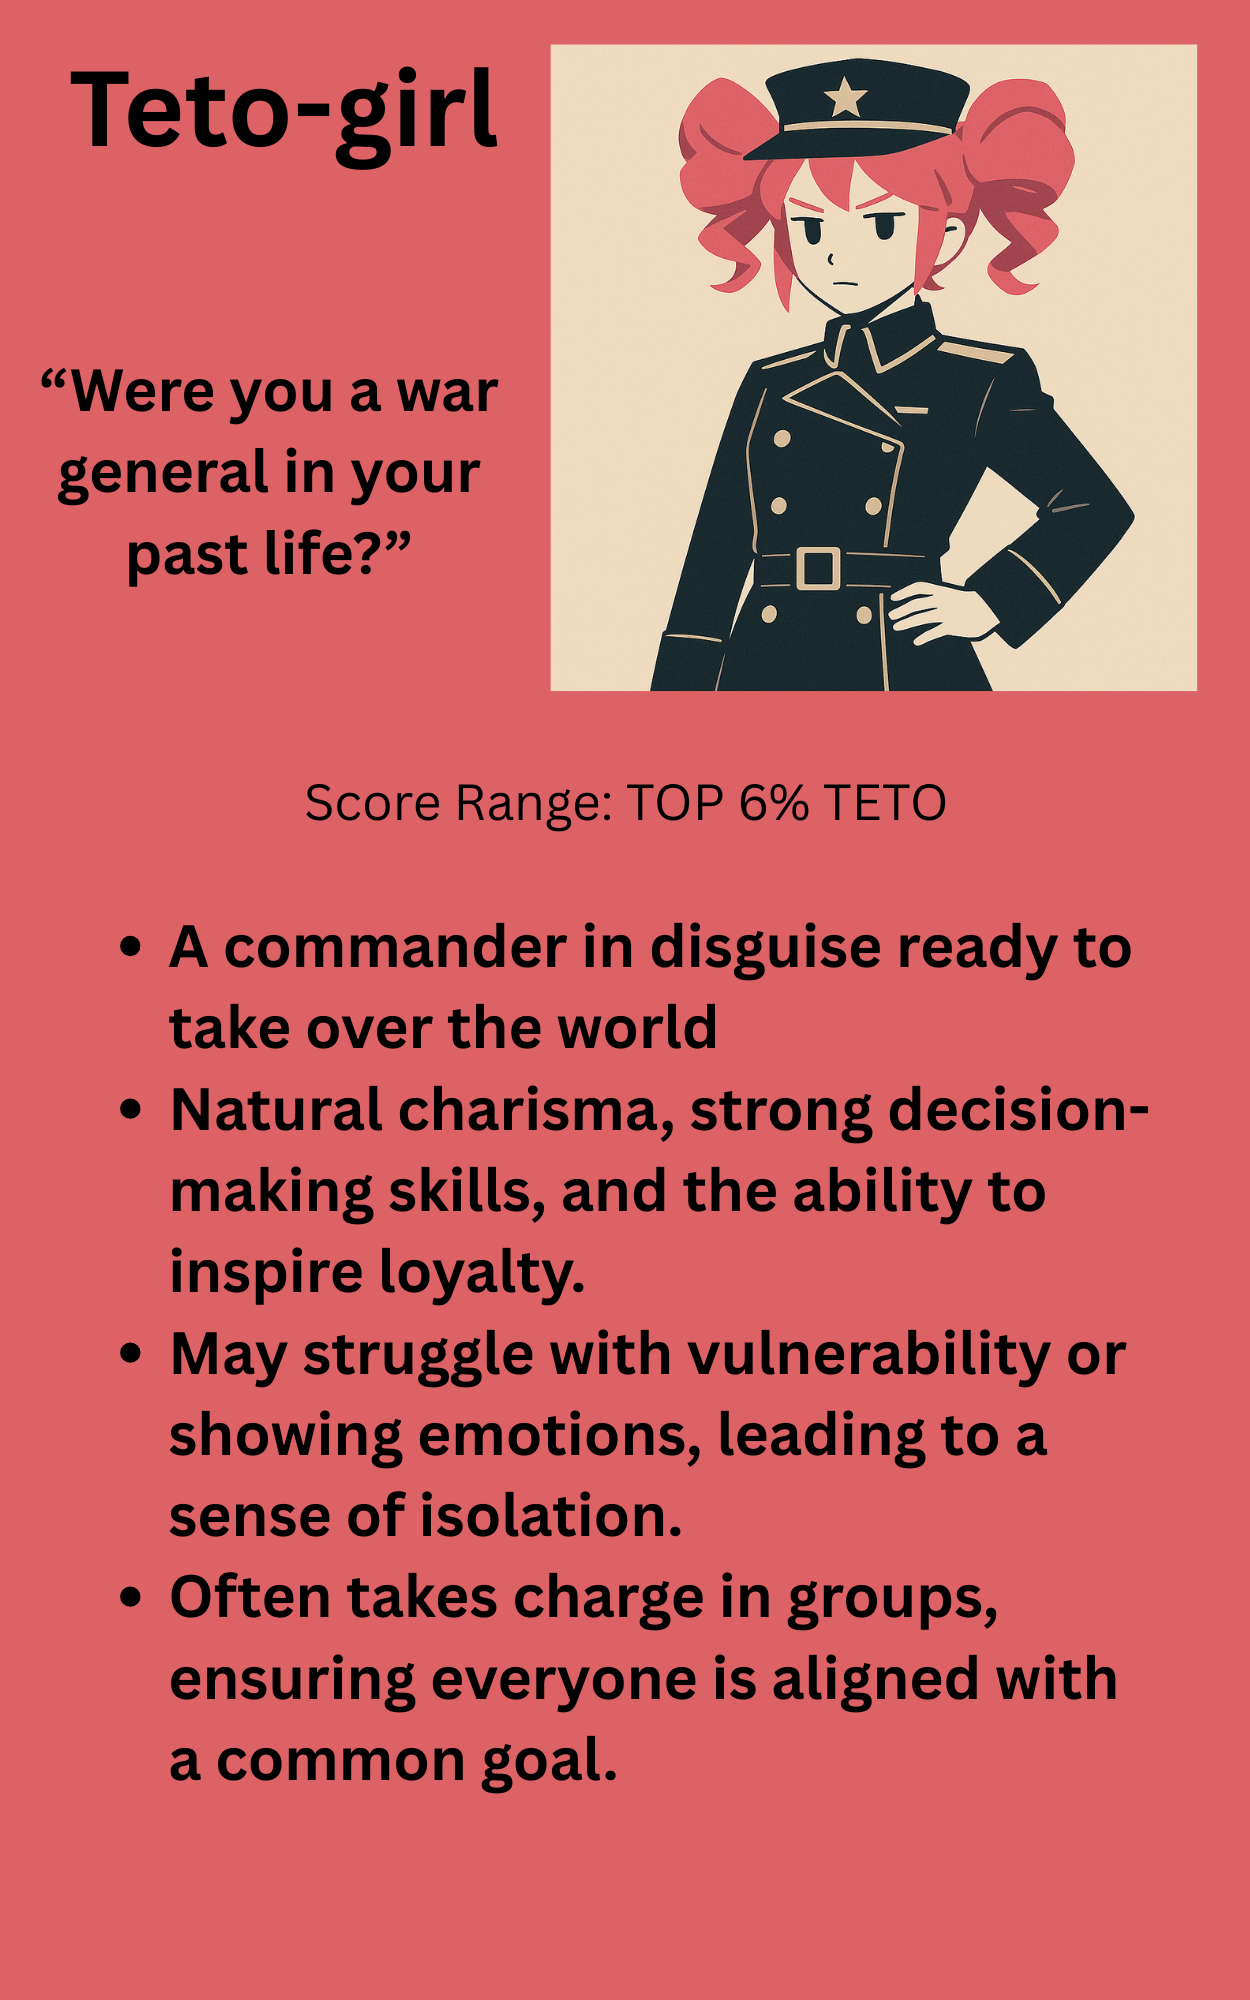 Teto-girl
“Were you a war
general in your
past life?”
Score Range: TOP 6% TETO
• A commander in disguise ready to
take over the world
• Natural charisma, strong decision-
making skills, and the ability to
inspire loyalty.
• May struggle with vulnerability or
showing emotions, leading to a
sense of isolation.
• Often takes charge in groups,
ensuring everyone is aligned with
a common goal.